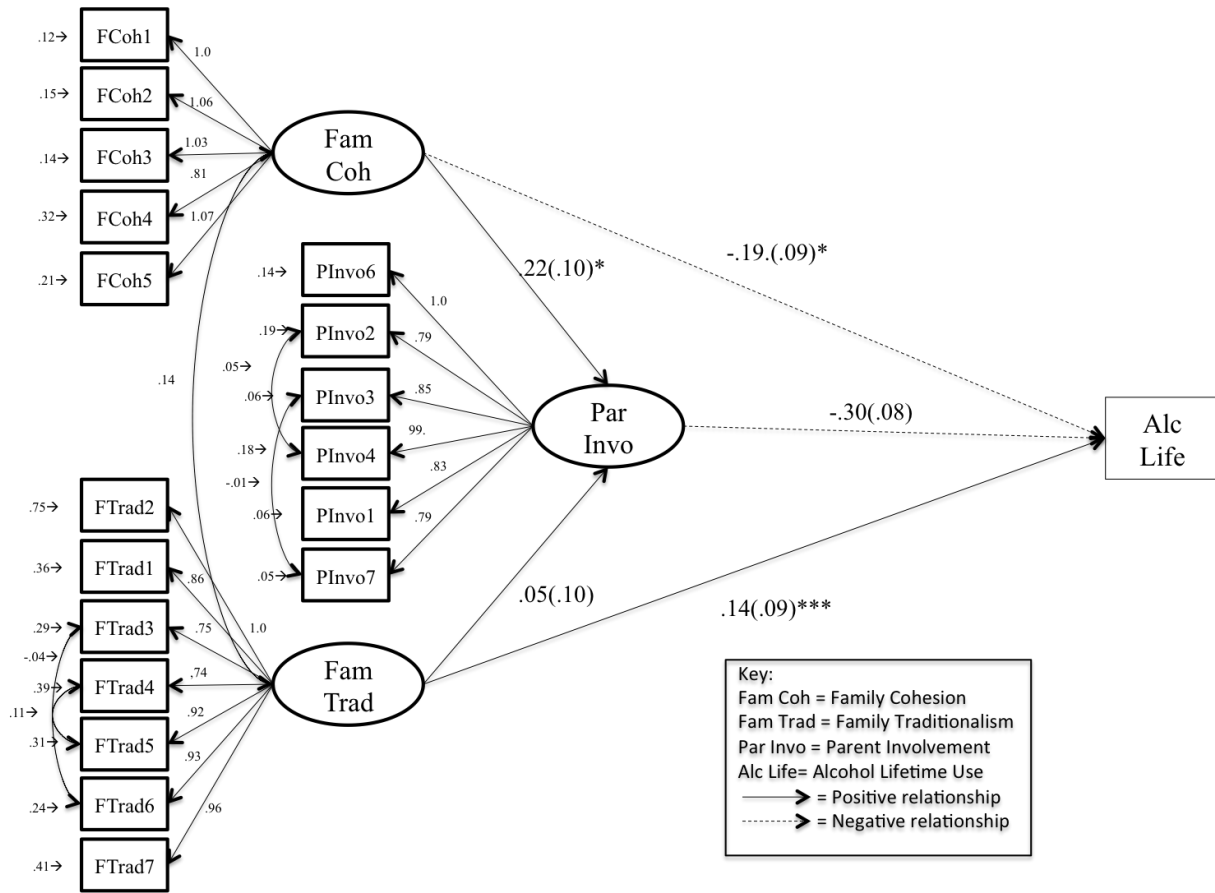 .12→
FCoh1
1.0
.15→
FCoh2
1.06
.14→
FCoh3
1.03
.32→
FCoh4
.81
.21→
FCoh5
1.07
Fam
Coh
.14
.22(.10)*
-.19.(.09)*
.14→
PInvo6
1.0
.19→
PInvo2
.79
.05→
.06→
PInvo3
.85
.18→
PInvo4
99.
-.01→
.06→
PInvo1
.83
.05→
PInvo7
.79
Par
Invo
-.30(.08)
Alc
Life
.75→
FTrad2
1.0
.36→
FTrad1
.86
.29→
FTrad3
.75
-.04→
.39→
FTrad4
.74
.11→
.31→
FTrad5
.92
.24→
FTrad6
.93
.41→
FTrad7
.96
Fam
Trad
.05(.10)
.14(.09)***
Key:
Fam Coh = Family Cohesion
Fam Trad = Family Traditionalism
Par Invo = Parent Involvement
Alc Life= Alcohol Lifetime Use
= Positive relationship
= Negative relationship